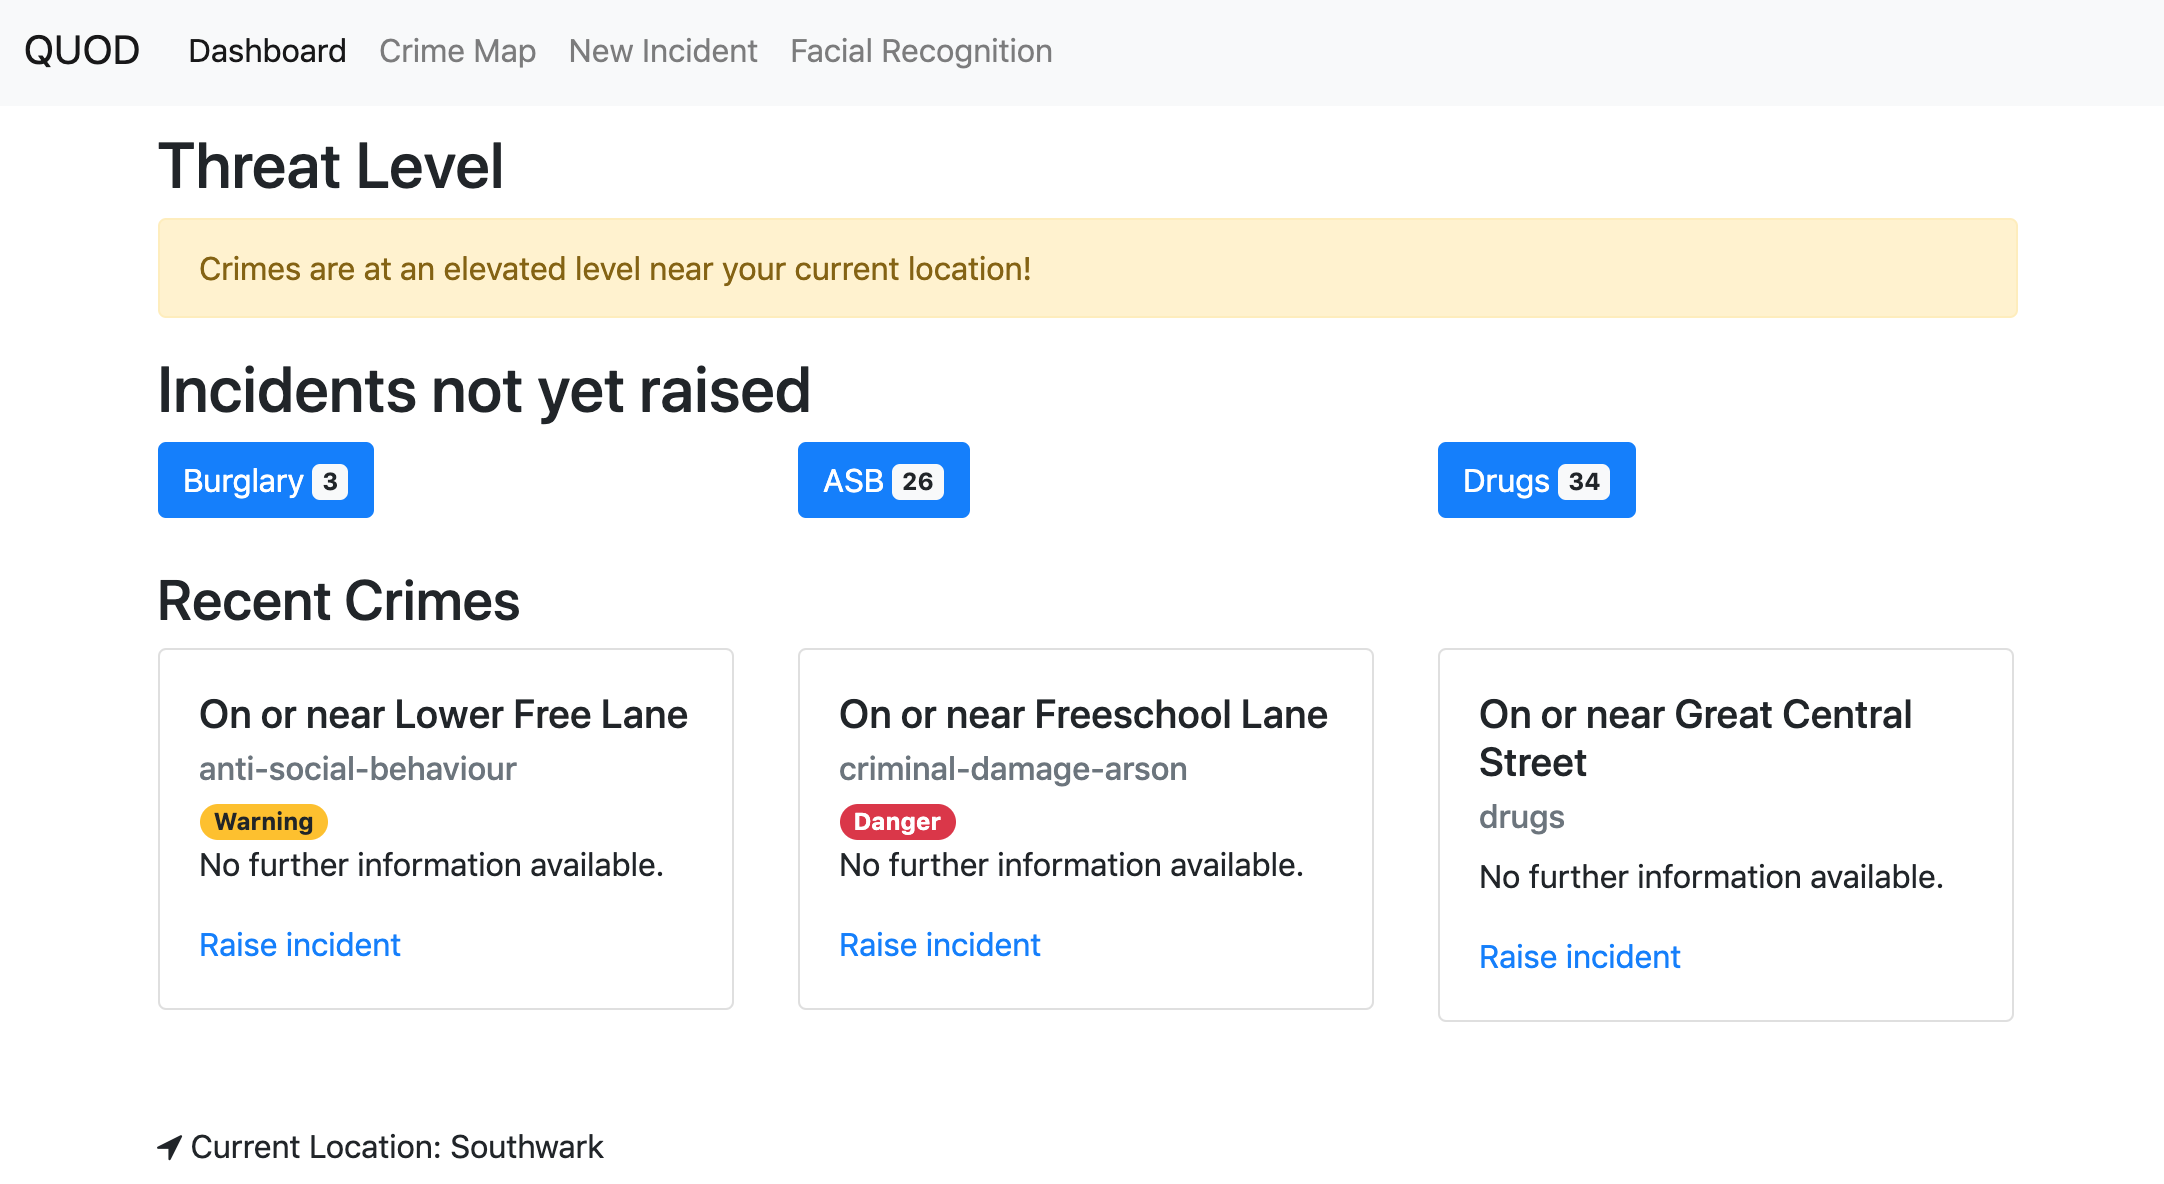 QUOD Dashboard Crime Map New Incident Facial Recognition
Threat Level
Crimes are at an elevated level near your current location!
Incidents not yet raised
Burglary 3
ASB 26
Drugs 34
Recent Crimes
On or near Lower Free Lane
anti-social-behaviour
Warning
No further information available.
Raise incident
On or near Freeschool Lane
criminal-damage-arson
Danger
No further information available.
Raise incident
On or near Great Central
Street
drugs
No further information available.
Raise incident
Current Location: Southwark